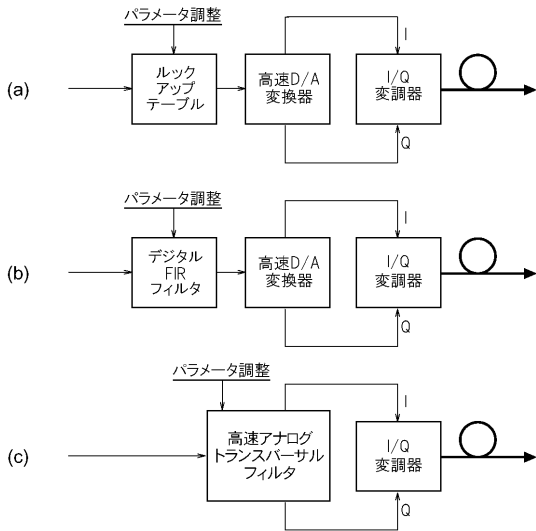 パラメータ調整
(a)
ルック
アップ
テーブル
高速D/A
変換器
I
I/Q
変調器
Q
パラメータ調整
(b)
デジタル
FIR
フィルタ
高速D/A
変換器
I
I/Q
変調器
Q
パラメータ調整
(c)
高速アナログ
トランスバーサル
フィルタ
I
I/Q
変調器
Q